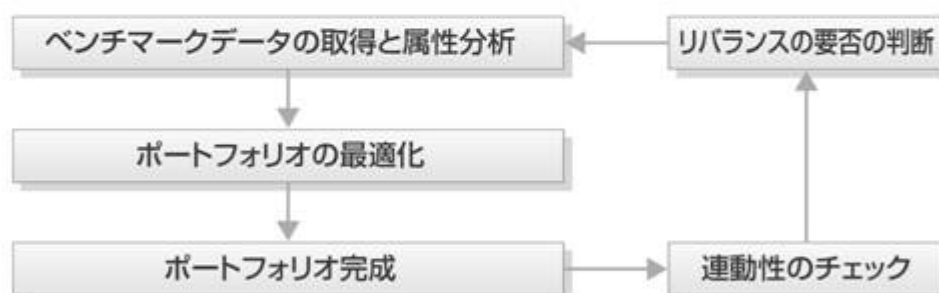 ベンチマークデータの取得と属性分析
リバランスの要否の判断
ポートフォリオの最適化
ポートフォリオ完成
連動性のチェック